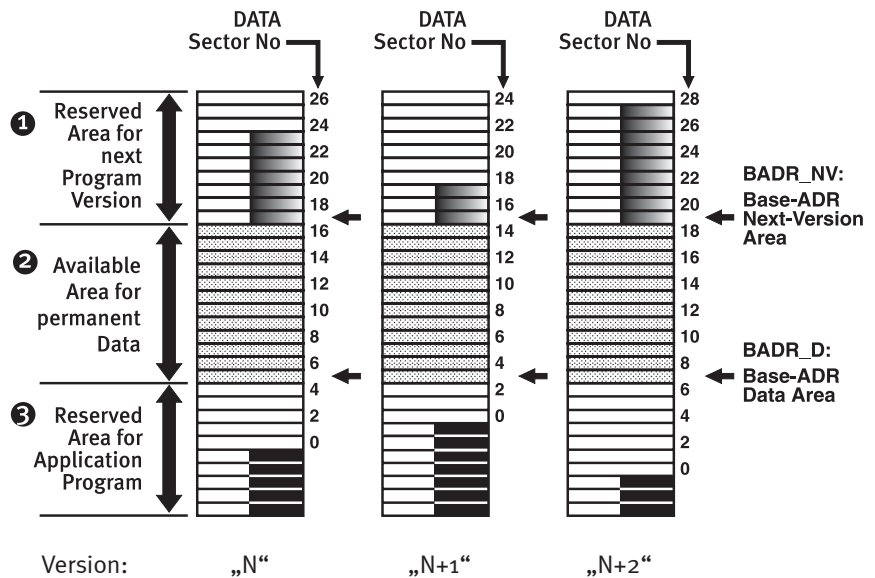 DATA
Sector No
DATA
Sector No
DATA
Sector No
❶ Reserved
Area for
next
Program
Version
❷ Available
Area for
permanent
Data
❸ Reserved
Area for
Application
Program
26
24
22
20
18
16
14
12
10
8
6
4
2
0
24
22
20
18
16
14
12
10
8
6
4
2
0
28
26
24
22
20
18
16
14
12
10
8
6
4
2
0
BADR_NV:
Base-ADR
Next-Version
Area
BADR_D:
Base-ADR
Data Area
Version: „N“ „N+1“ „N+2“